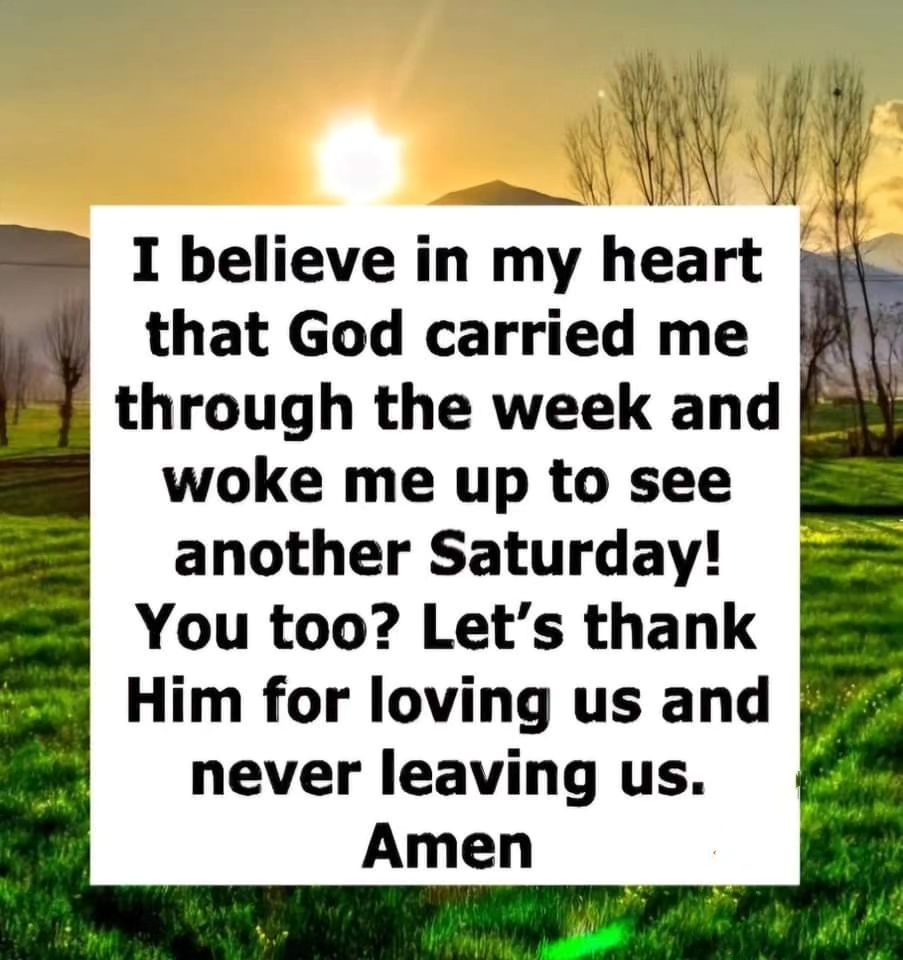 I believe in my heart
that God carried me
through the week and
woke me up to see
another Saturday!
You too? Let’s thank
Him for loving us and
never leaving us.
Amen